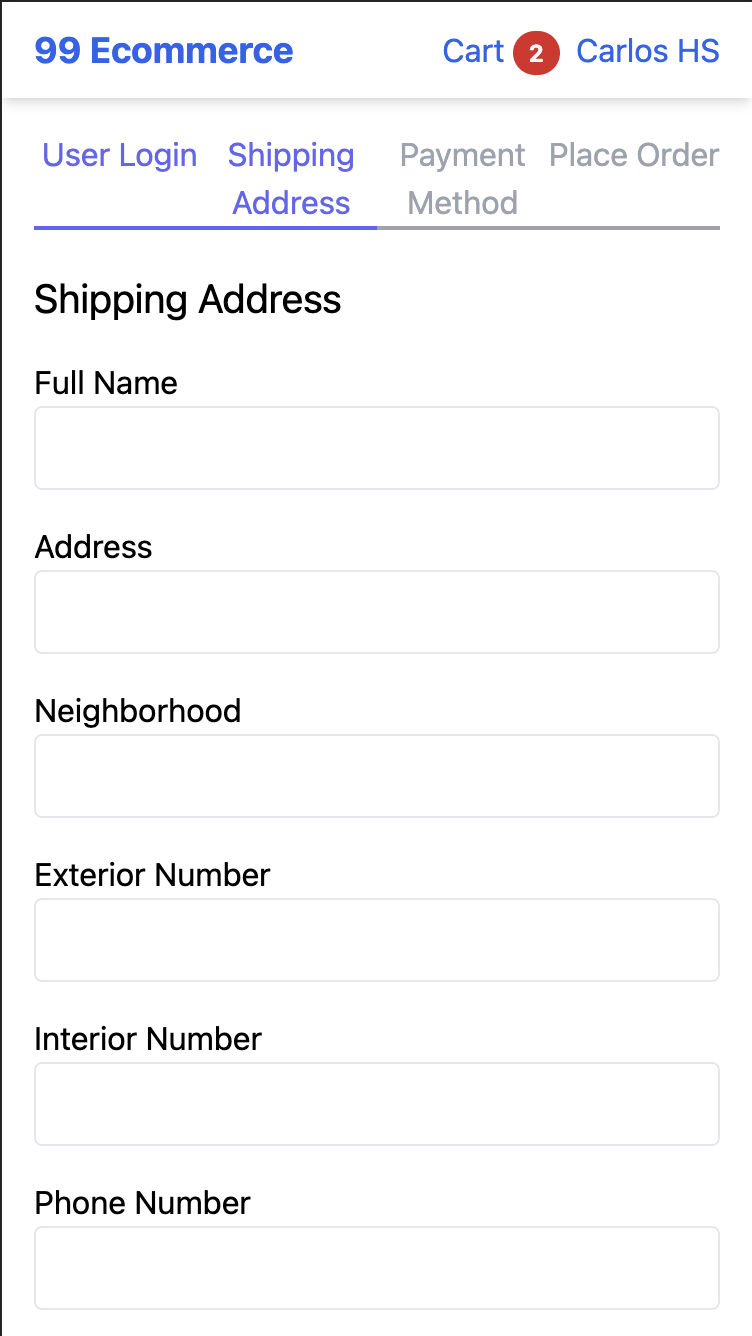 99 Ecommerce Cart 2 Carlos HS
User Login Shipping Address Payment Method Place Order
Shipping Address
Full Name
Address
Neighborhood
Exterior Number
Interior Number
Phone Number